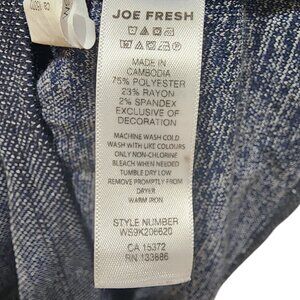 JOE FRESH
MADE IN
CAMBODIA
75% POLYESTER
23% RAYON
2% SPANDEX
EXCLUSIVE OF
DECORATION
MACHINE WASH COLD
WASH WITH LIKE COLOURS
ONLY NON-CHLORINE
BLEACH WHEN NEEDED
TUMBLE DRY LOW
REMOVE PROMPTLY FROM
DRYER
WARM IRON
STYLE NUMBER
WS9K206620
CA 15372
RN 133886